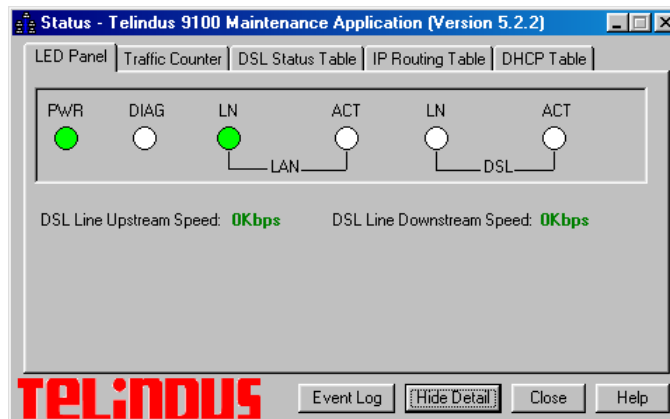 Status - Telindus 9100 Maintenance Application (Version 5.2.2)
LED Panel Traffic Counter DSL Status Table IP Routing Table DHCP Table
PWR DIAG LN ACT LN ACT
LAN DSL
DSL Line Upstream Speed: 0Kbps DSL Line Downstream Speed: 0Kbps
TELiNDUS Event Log Hide Detail Close Help